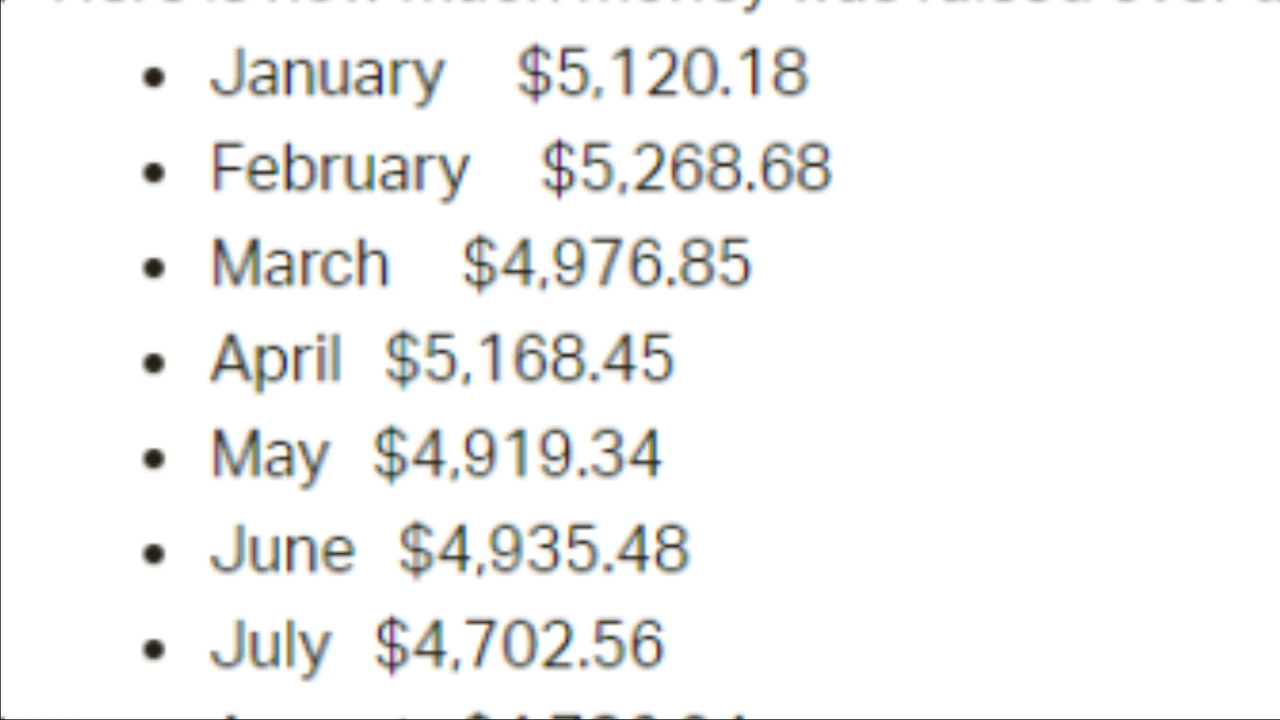 January $5,120.18
February $5,268.68
March $4,976.85
April $5,168.45
May $4,919.34
June $4,935.48
July $4,702.56